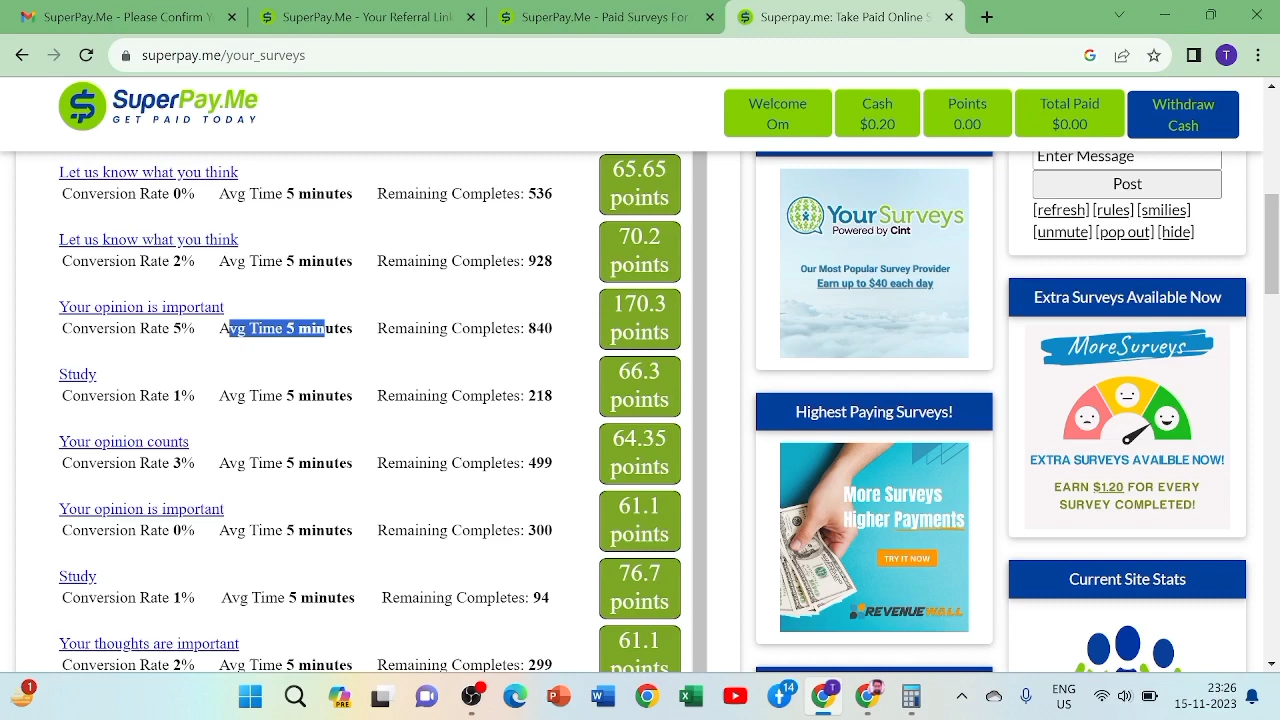 SuperPay.Me - Please Confirm Y
SuperPay.Me - Your Referral Link
SuperPay.Me - Paid Surveys For
SuperPay.me: Paid Online S
superpay.me/your_surveys
T
SuperPay.Me
GET PAID TODAY
Welcome
Om
Cash
$0.20
Points
0.00
Total Paid
$0.00
Withdraw
Cash
Let us know what you think
Conversion Rate 0% Avg Time 5 minutes Remaining Completes: 536
65.65
points
Let us know what you think
Conversion Rate 2% Avg Time 5 minutes Remaining Completes: 928
70.2
points
Your opinion is important
Conversion Rate 5% Avg Time 5 minutes Remaining Completes: 840
170.3
points
Study
Conversion Rate 1% Avg Time 5 minutes Remaining Completes: 218
66.3
points
Your opinion counts
Conversion Rate 3% Avg Time 5 minutes Remaining Completes: 499
64.35
points
Your opinion is important
Conversion Rate 0% Avg Time 5 minutes Remaining Completes: 300
61.1
points
Study
Conversion Rate 1% Avg Time 5 minutes Remaining Completes: 94
76.7
points
Your thoughts are important
Conversion Rate 2% Avg Time 5 minutes Remaining Completes: 299
61.1
points
YourSurveys
Powered by Cint
Our Most Popular Survey Provider
Earn up to $40 each day
Highest Paying Surveys!
More Surveys
Higher Payments
TRY IT NOW
REVENUEWALL
Enter Message
Post
[refresh] [rules] [smilies]
[unmute] [pop out] [hide]
Extra Surveys Available Now
MoreSurveys
EXTRA SURVEYS AVAILBLE NOW!
EARN $1.20 FOR EVERY
SURVEY COMPLETED!
Current Site Stats
1
PRE
14
T
ENG
US
23:26
15-11-2023